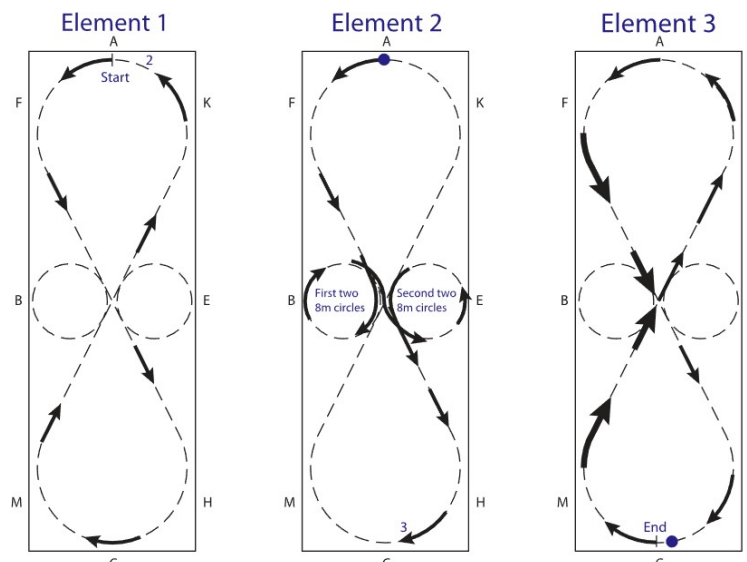 Element 1
A
2
Start
F
K
B
E
M
H
Element 2
A
F
K
B
First two
8m circles
Second two
8m circles
E
M
H
3
Element 3
A
F
B
M
End